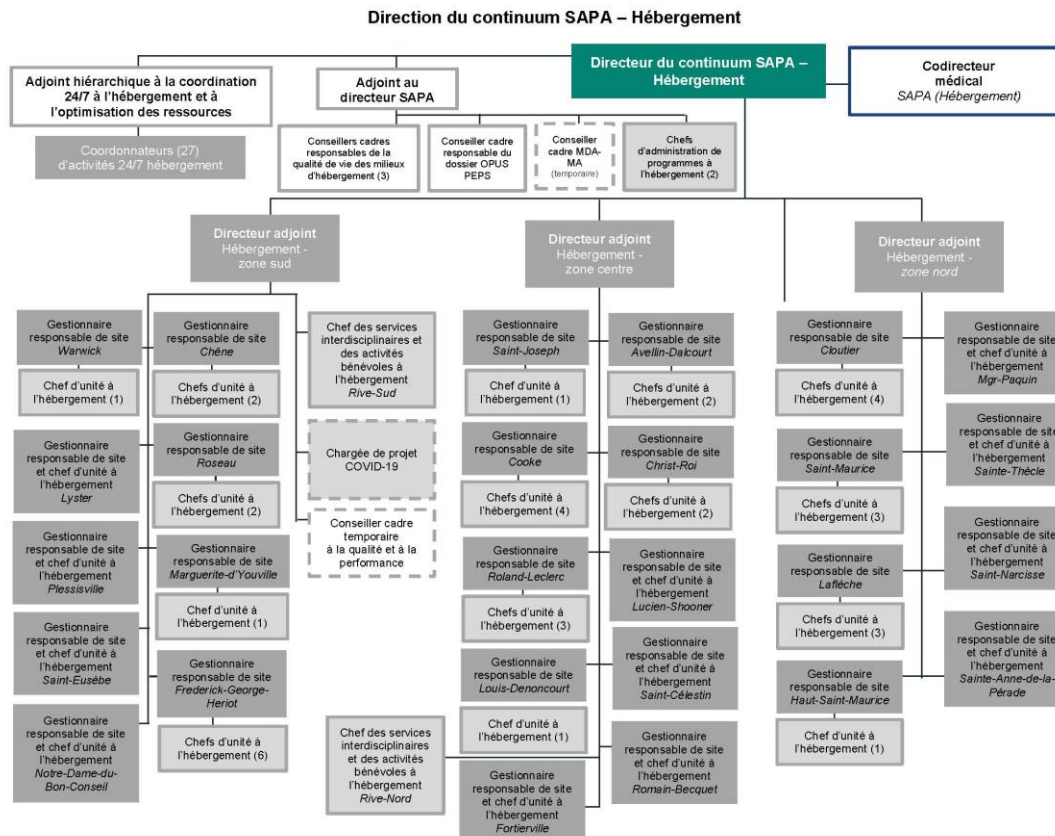 Direction du continuum SAPA – Hébergement
Directeur du continuum SAPA –
Hébergement
Codirecteur
médical
SAPA (Hébergement)
Adjoint hiérarchique à la coordination
24/7 à l'hébergement et à
l'optimisation des ressources
Adjoint au
directeur SAPA
Coordonnateurs (27)
d'activités 24/7 hébergement
Conseillers cadres
responsables de la
qualité de vie des milieux
d'hébergement (3)
Conseiller cadre
responsable du
dossier OPUS
PEPS
Conseiller
cadre MDA-
MA
(temporaire)
Chefs
d'administration de
programmes à
l'hébergement (2)
Directeur adjoint
Hébergement -
zone sud
Directeur adjoint
Hébergement -
zone centre
Directeur adjoint
Hébergement -
zone nord
Gestionnaire
responsable de site
Warwick
Chef d'unité à
l'hébergement (1)
Gestionnaire
responsable de site
et chef d'unité à
l'hébergement
Lyster
Gestionnaire
responsable de site
et chef d'unité à
l'hébergement
Plessisville
Gestionnaire
responsable de site
et chef d'unité à
l'hébergement
Saint-Eusèbe
Gestionnaire
responsable de site
et chef d'unité à
l'hébergement
Notre-Dame-du-
Bon-Conseil
Gestionnaire
responsable de site
Chêne
Chefs d'unité à
l'hébergement (2)
Gestionnaire
responsable de site
Roseau
Chefs d'unité à
l'hébergement (2)
Gestionnaire
responsable de site
Marguerite-d'Youville
Chef d'unité à
l'hébergement (1)
Gestionnaire
responsable de site
Frederick-George-
Heriot
Chefs d'unité à
l'hébergement (6)
Chef des services
interdisciplinaires et
des activités
bénévoles à
l'hébergement
Rive-Sud
Chargée de projet
COVID-19
Conseiller cadre
temporaire
à la qualité et à la
performance
Gestionnaire
responsable de site
Saint-Joseph
Chef d'unité à
l'hébergement (1)
Gestionnaire
responsable de site
Cooke
Chefs d'unité à
l'hébergement (4)
Gestionnaire
responsable de site
Roland-Leclerc
Chefs d'unité à
l'hébergement (3)
Gestionnaire
responsable de site
Louis-Denoncourt
Chef d'unité à
l'hébergement (1)
Chef des services
interdisciplinaires
et des activités
bénévoles à
l'hébergement
Rive-Nord
Gestionnaire
responsable de site
et chef d'unité à
l'hébergement
Fortierville
Gestionnaire
responsable de site
Avellin-Dalcourt
Chefs d'unité à
l'hébergement (2)
Gestionnaire
responsable de site
Christ-Roi
Chefs d'unité à
l'hébergement (2)
Gestionnaire
responsable de site
et chef d'unité à
l'hébergement
Lucien-Shooner
Gestionnaire
responsable de site
et chef d'unité à
l'hébergement
Saint-Célestin
Gestionnaire
responsable de site
et chef d'unité à
l'hébergement
Romain-Becquet
Gestionnaire
responsable de site
Cloutier
Chefs d'unité à
l'hébergement (4)
Gestionnaire
responsable de site
Saint-Maurice
Chefs d'unité à
l'hébergement (3)
Gestionnaire
responsable de site
Laflèche
Chefs d'unité à
l'hébergement (3)
Gestionnaire
responsable de site
Haut-Saint-Maurice
Chef d'unité à
l'hébergement (1)
Gestionnaire
responsable de site
et chef d'unité à
l'hébergement
Mgr-Paquin
Gestionnaire
responsable de site
et chef d'unité à
l'hébergement
Sainte-Thècle
Gestionnaire
responsable de site
et chef d'unité à
l'hébergement
Saint-Narcisse
Gestionnaire
responsable de site
et chef d'unité à
l'hébergement
Sainte-Anne-de-la-
Pérade